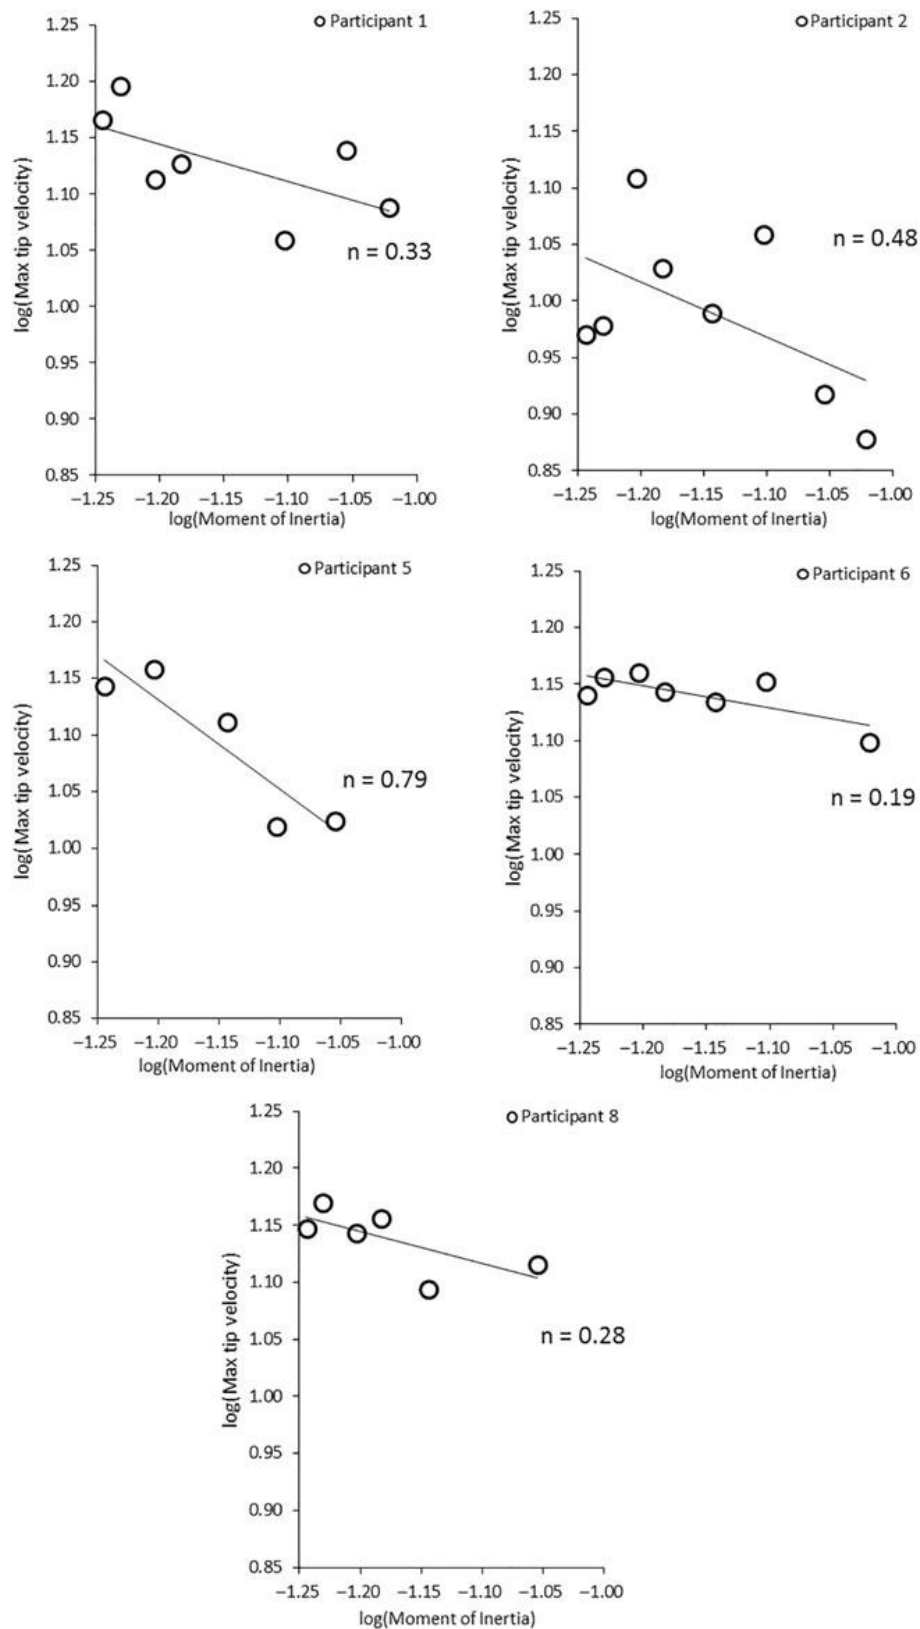 Participant 1
1.25
1.20
1.15
1.10
1.05
1.00
0.95
0.90
0.85
log(Max tip velocity)
n = 0.33
−1.25 −1.20 −1.15 −1.10 −1.05 −1.00
log(Moment of Inertia)
Participant 2
1.25
1.20
1.15
1.10
1.05
1.00
0.95
0.90
0.85
log(Max tip velocity)
n = 0.48
−1.25 −1.20 −1.15 −1.10 −1.05 −1.00
log(Moment of Inertia)
Participant 5
1.25
1.20
1.15
1.10
1.05
1.00
0.95
0.90
0.85
log(Max tip velocity)
n = 0.79
−1.25 −1.20 −1.15 −1.10 −1.05 −1.00
log(Moment of Inertia)
Participant 6
1.25
1.20
1.15
1.10
1.05
1.00
0.95
0.90
0.85
log(Max tip velocity)
n = 0.19
−1.25 −1.20 −1.15 −1.10 −1.05 −1.00
log(Moment of Inertia)
Participant 8
1.25
1.20
1.15
1.10
1.05
1.00
0.95
0.90
0.85
log(Max tip velocity)
n = 0.28
−1.25 −1.20 −1.15 −1.10 −1.05 −1.00
log(Moment of Inertia)